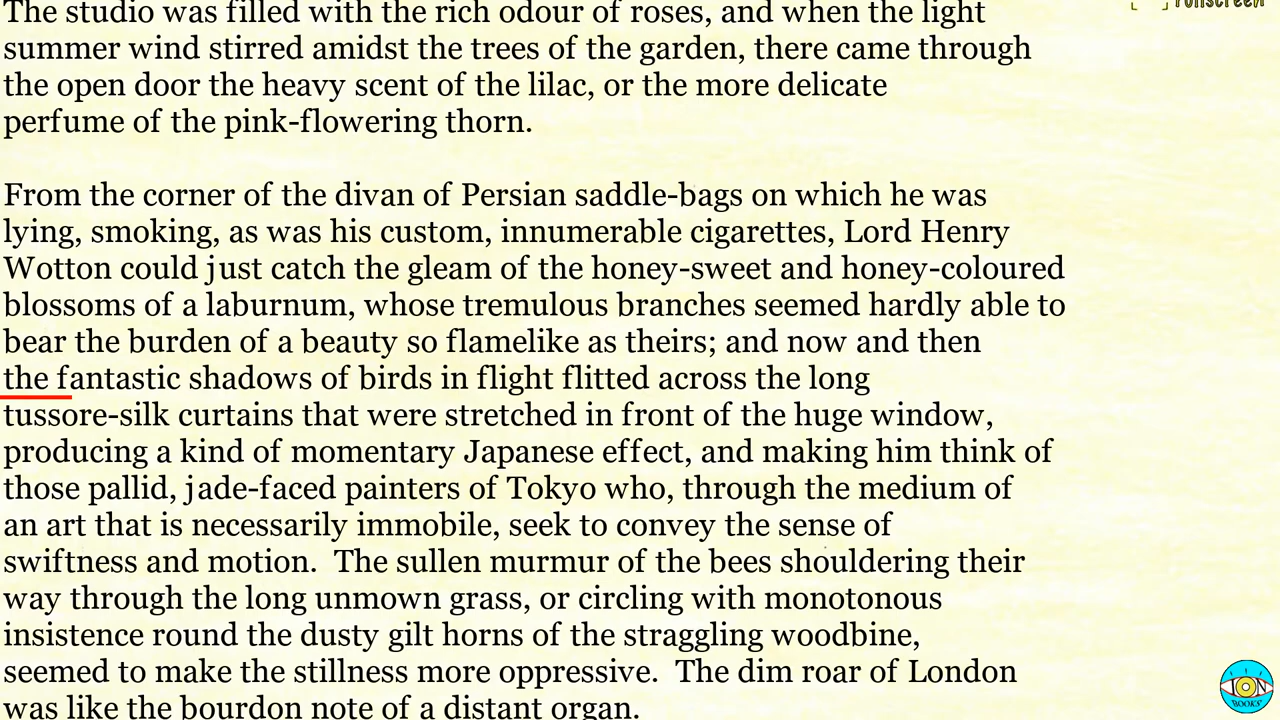 The studio was filled with the rich odour of roses, and when the light
summer wind stirred amidst the trees of the garden, there came through
the open door the heavy scent of the lilac, or the more delicate
perfume of the pink-flowering thorn.

From the corner of the divan of Persian saddle-bags on which he was
lying, smoking, as was his custom, innumerable cigarettes, Lord Henry
Wotton could just catch the gleam of the honey-sweet and honey-coloured
blossoms of a laburnum, whose tremulous branches seemed hardly able to
bear the burden of a beauty so flamelike as theirs; and now and then
the fantastic shadows of birds in flight flitted across the long
tussore-silk curtains that were stretched in front of the huge window,
producing a kind of momentary Japanese effect, and making him think of
those pallid, jade-faced painters of Tokyo who, through the medium of
an art that is necessarily immobile, seek to convey the sense of
swiftness and motion.  The sullen murmur of the bees shouldering their
way through the long unmown grass, or circling with monotonous
insistence round the dusty gilt horns of the straggling woodbine,
seemed to make the stillness more oppressive.  The dim roar of London
was like the bourdon note of a distant organ.
Fullscreen
ION
BOOKS